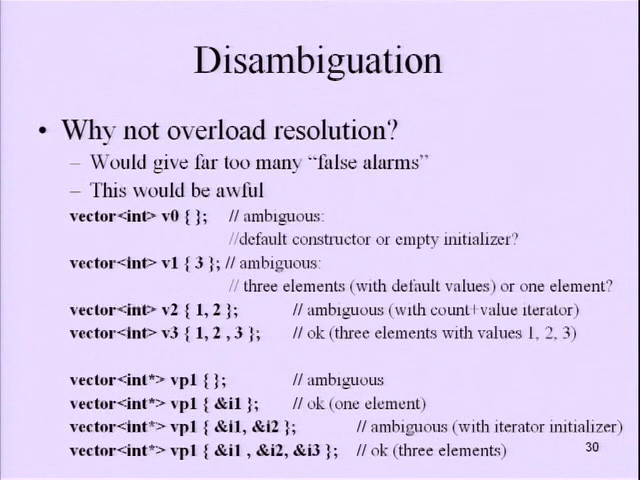 Disambiguation
• Why not overload resolution?
– Would give far too many “false alarms”
– This would be awful
vector<int> v0 { }; // ambiguous:
//default constructor or empty initializer?
vector<int> v1 { 3 }; // ambiguous:
// three elements (with default values) or one element?
vector<int> v2 { 1, 2 }; // ambiguous (with count+value iterator)
vector<int> v3 { 1, 2 , 3 }; // ok (three elements with values 1, 2, 3)
vector<int*> vp1 { }; // ambiguous
vector<int*> vp1 { &i1 }; // ok (one element)
vector<int*> vp1 { &i1, &i2 }; // ambiguous (with iterator initializer)
vector<int*> vp1 { &i1 , &i2, &i3 }; // ok (three elements)
30